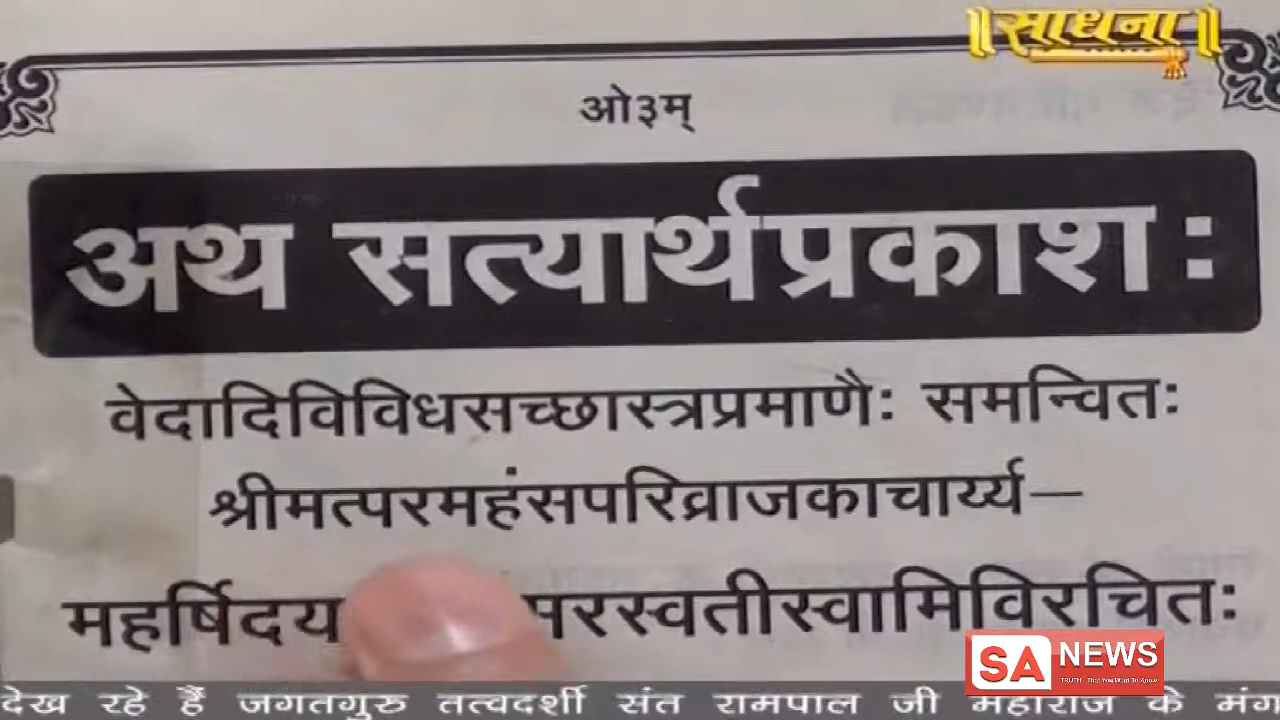 ॥साधना॥
ओ३म्
अथ सत्यार्थप्रकाशः
वेदादिविविधसच्छास्त्रप्रमाणैः समन्वितः
श्रीमत्परमहंसपरिव्राजकाचार्य्य—
महर्षिदय सरस्वतीस्वामिविरचितः
SA NEWS
देख रहे हैं जगतगुरु तत्वदर्शी संत रामपाल जी महाराज के मंग